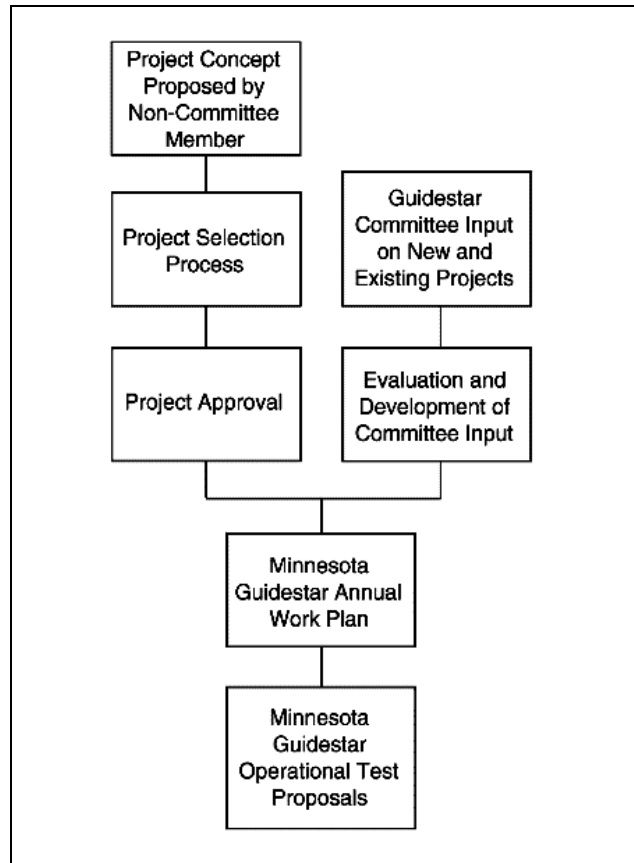 Project Concept
Proposed by
Non-Committee
Member
Project Selection
Process
Guidestar
Committee Input
on New and
Existing Projects
Project Approval
Evaluation and
Development of
Committee Input
Minnesota
Guidestar Annual
Work Plan
Minnesota
Guidestar
Operational Test
Proposals